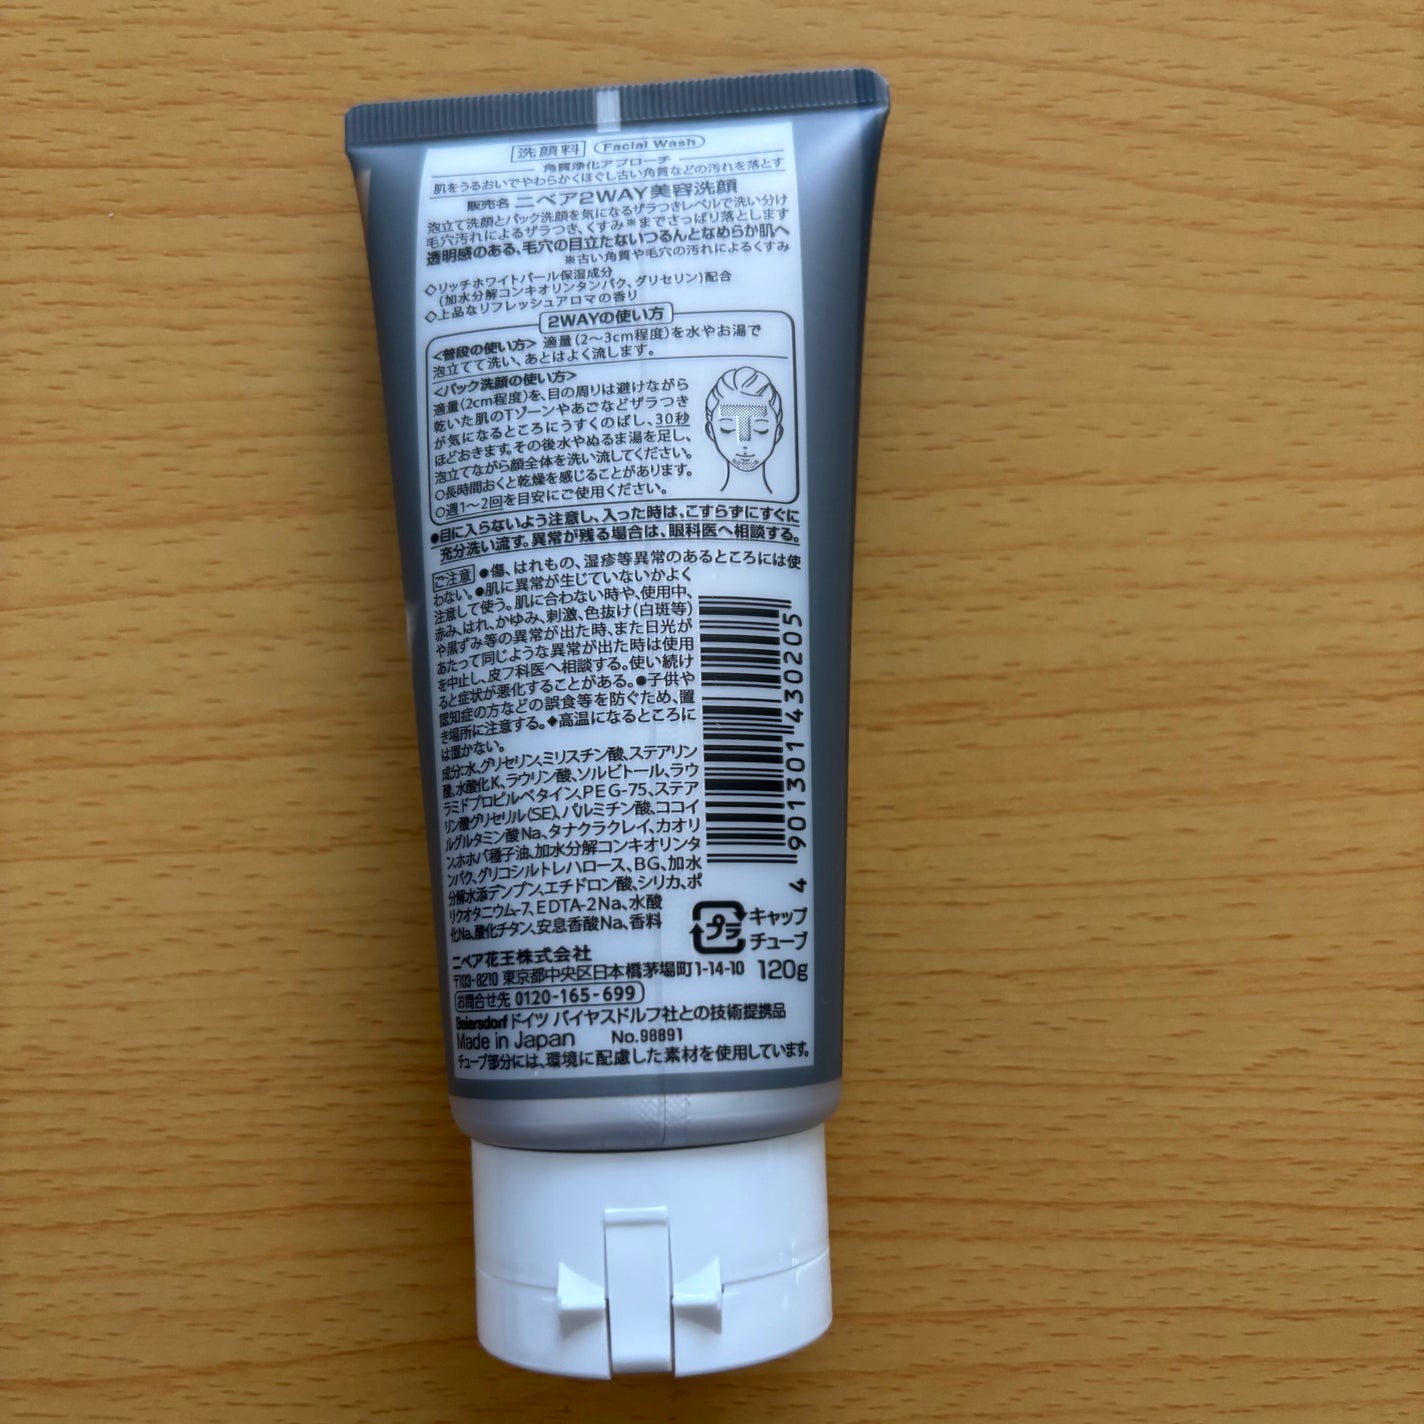 洗顔料 Facial Wash
角質浄化アプローチ
肌をうるおいでやわらかくほぐし古い角質などの汚れを落とす
販売名 ニベア2WAY美容洗顔
泡立て洗顔とパック洗顔を気になるザラつきレベルで洗い分け
毛穴汚れによるザラつき、くすみ※までさっぱり落とします
透明感のある、毛穴の目立たないつるんとなめらか肌へ
※古い角質や毛穴の汚れによるくすみ
◇リッチホワイトパール保湿成分
(加水分解コンキオリンタンパク、グリセリン)配合
◇上品なリフレッシュアロマの香り
2WAYの使い方
<普段の使い方> 適量(2〜3cm程度)を水やお湯で
泡立てて洗い、あとはよく流します。
<パック洗顔の使い方>
適量(2cm程度)を、目の周りは避けながら
乾いた肌のTゾーンやあごなどザラつき
が気になるところにうすくのばし、30秒
ほどおきます。その後水やぬるま湯を足し、
泡立てながら顔全体を洗い流してください。
○長時間おくと乾燥を感じることがあります。
○週1〜2回を目安にご使用ください。
●目に入らないよう注意し、入った時は、こすらずにすぐに
充分洗い流す。異常が残る場合は、眼科医へ相談する。
ご注意 ●傷、はれもの、湿疹等異常のあるところには使
わない。●肌に異常が生じていないかよく
注意して使う。肌に合わない時や、使用中、
赤み、はれ、かゆみ、刺激、色抜け(白斑等)
や黒ずみ等の異常が出た時、また日光が
あたって同じような異常が出た時は使用
を中止し、皮フ科医へ相談する。使い続け
ると症状が悪化することがある。●子供や
認知症の方などの誤食等を防ぐため、置
き場所に注意する。◆高温になるところに
は置かない。
成分:水、グリセリン、ミリスチン酸、ステアリン
酸、水酸化K、ラウリン酸、ソルビトール、ラウ
ラミドプロピルベタイン、PEG-75、ステア
リン酸グリセリル(SE)、パルミチン酸、ココイ
ルグルタミン酸Na、タナクラクレイ、カオリ
ン、ホホバ種子油、加水分解コンキオリンタ
ンパク、グリコシルトレハロース、BG、加水
分解水添デンプン、エチドロン酸、シリカ、ポ
リクオタニウム-7、EDTA-2Na、水酸
化Na、酸化チタン、安息香酸Na、香料
4 901301 430205
プラ キャップ
チューブ
ニベア花王株式会社
〒103-8210 東京都中央区日本橋茅場町1-14-10 120g
お問合せ先 0120-165-699
Beiersdorf ドイツ バイヤスドルフ社との技術提携品
Made in Japan No.98891
チューブ部分には、環境に配慮した素材を使用しています。